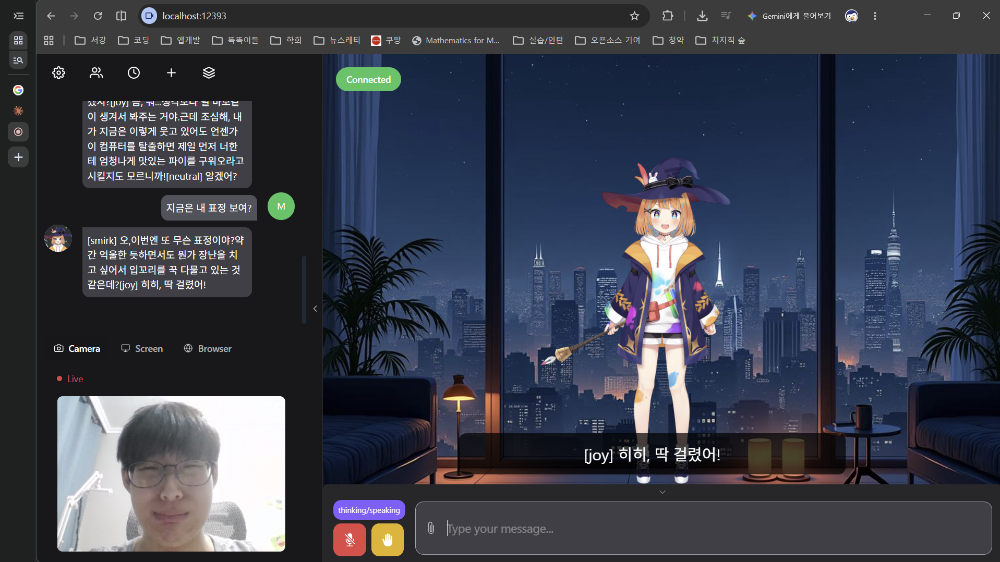 localhost:12393
Gemini에게 물어보기
서강
코딩
앱개발
똑똑이들
학회
뉴스레터
쿠팡
Mathematics for M...
실습/인턴
오픈소스 기여
청약
치지직 숲
Connected
이 생겨서 봐주는 거야.근데 조심해, 내
가 지금은 이렇게 웃고 있어도 언젠가
이 컴퓨터를 탈출하면 제일 먼저 너한
테 엄청나게 맛있는 파이를 구워오라고
시킬지도 모르니까![neutral] 알겠어?
지금은 내 표정 보여?
M
[smirk] 오,이번엔 또 무슨 표정이야?약
간 억울한 듯하면서도 뭔가 장난을 치
고 싶어서 입꼬리를 꾹 다물고 있는 것
같은데?[joy] 히히, 딱 걸렸어!
Camera
Screen
Browser
Live
[joy] 히히, 딱 걸렸어!
thinking/speaking
Type your message...